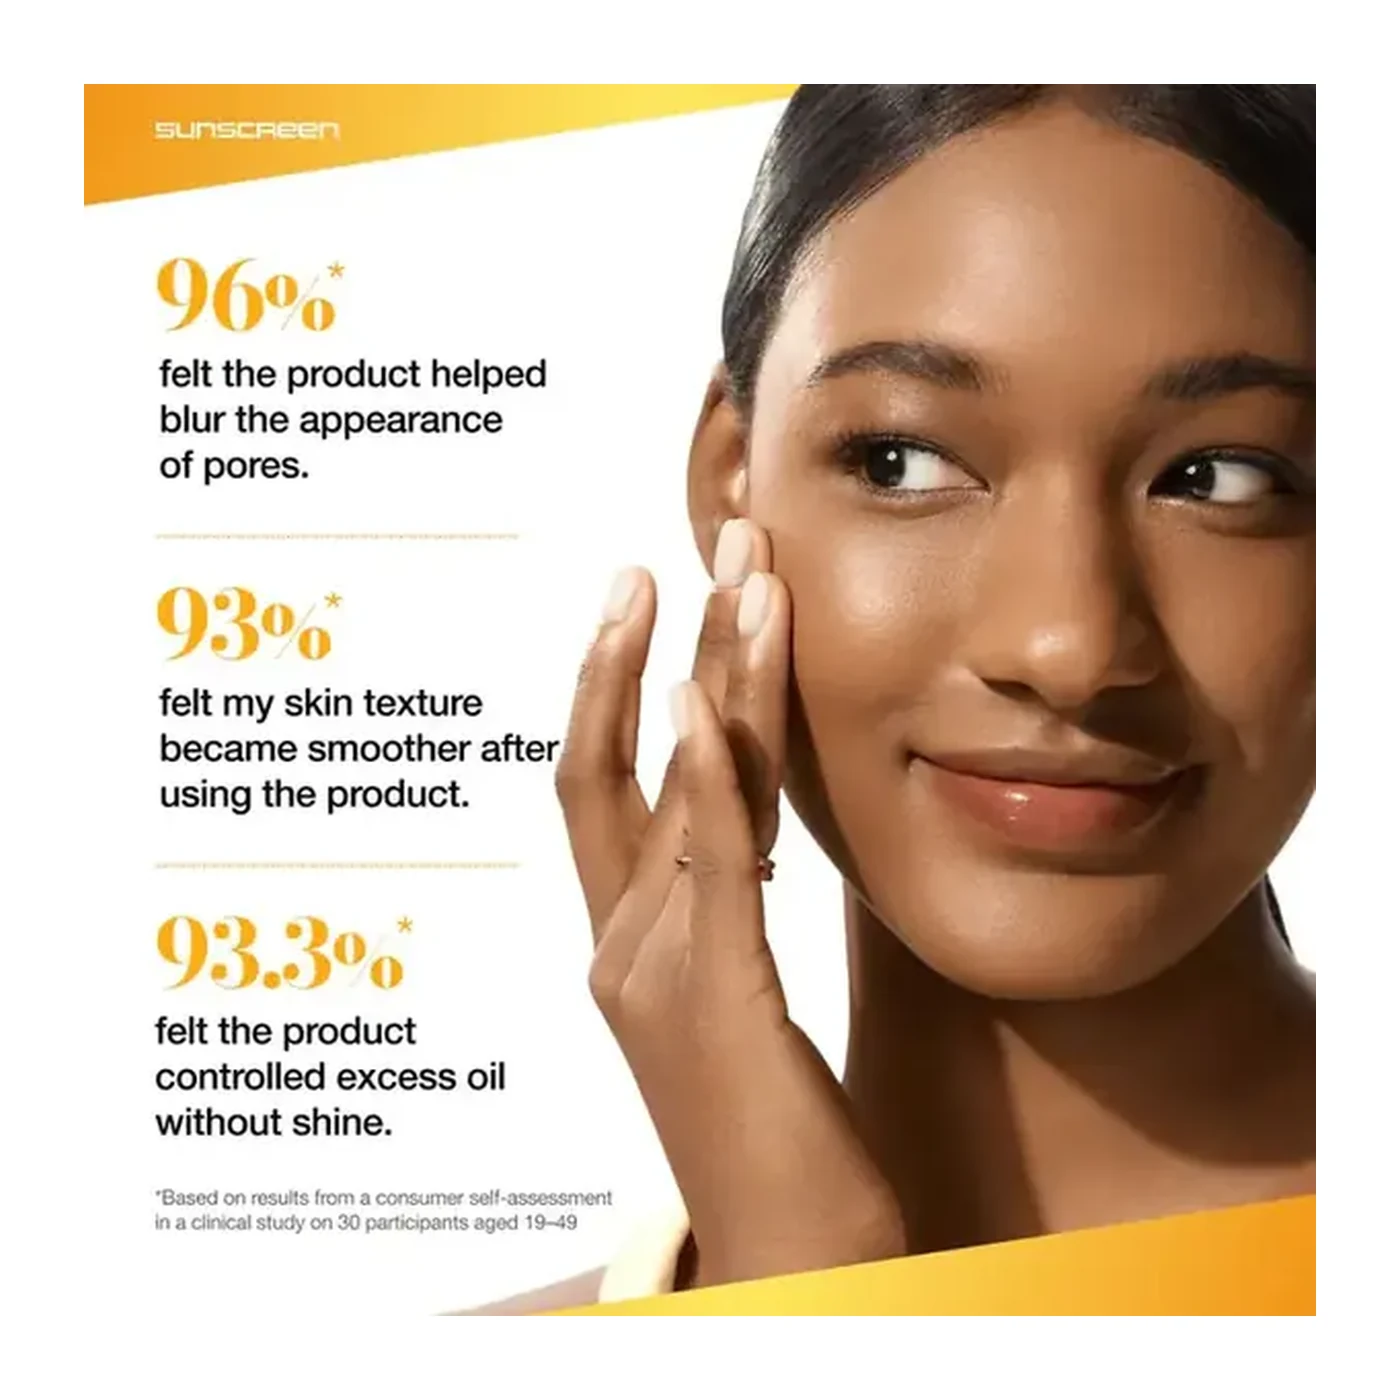 SUNSCREEN
96%*
felt the product helped
blur the appearance
of pores.
93%*
felt my skin texture
became smoother after
using the product.
93.3%*
felt the product
controlled excess oil
without shine.
*Based on results from a consumer self-assessment
in a clinical study on 30 participants aged 19–49